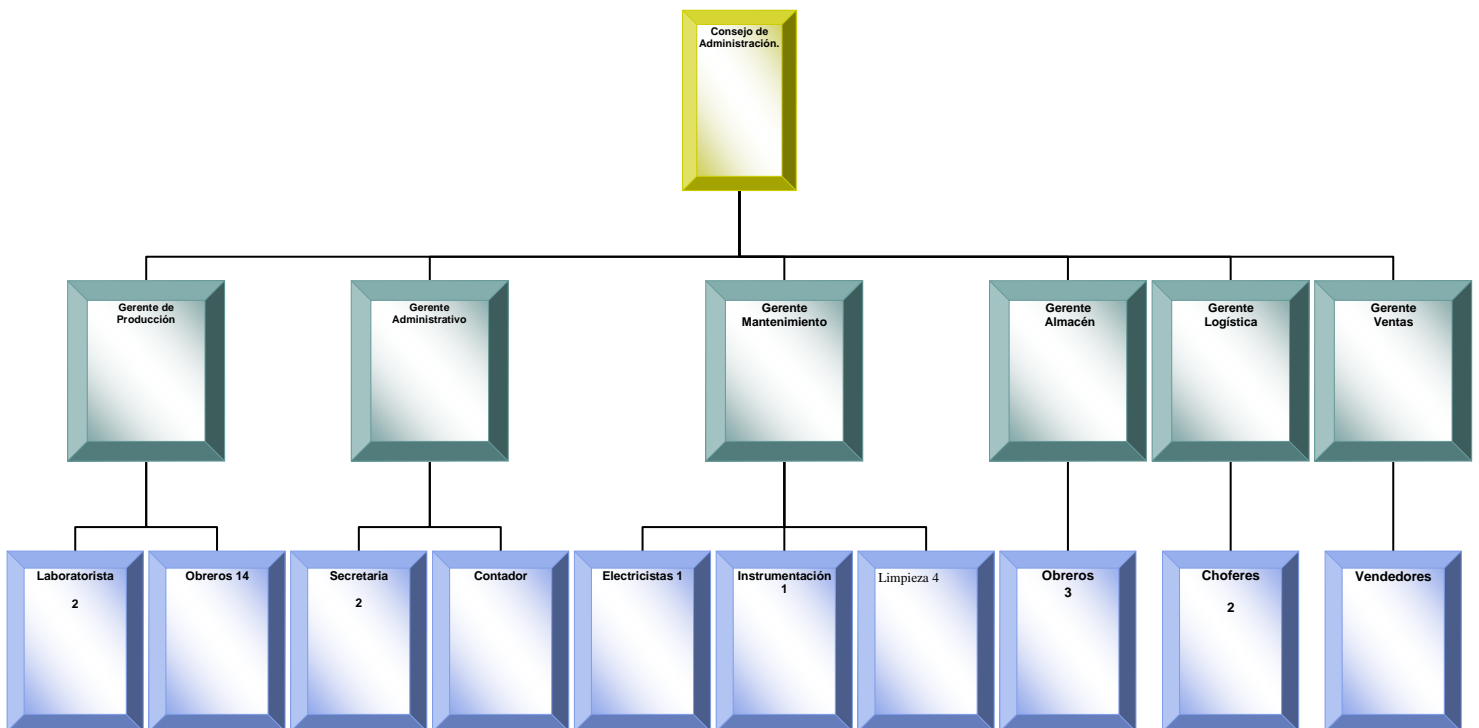 Consejo de
Administración.
Gerente de
Producción
Gerente
Administrativo
Gerente
Mantenimiento
Gerente
Almacén
Gerente
Logística
Gerente
Ventas
Laboratorista
2
Obreros 14
Secretaria
2
Contador
Electricistas 1
Instrumentación
1
Limpieza 4
Obreros
3
Choferes
2
Vendedores